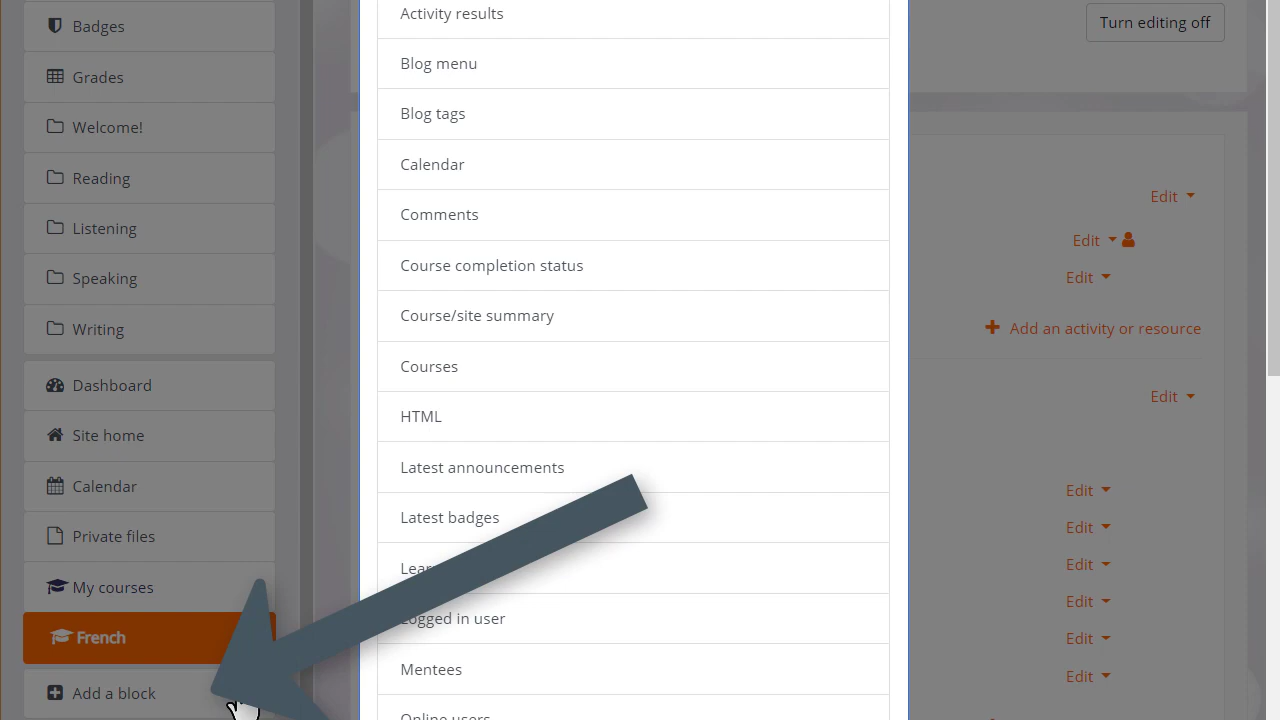 Badges
Grades
Welcome!
Reading
Listening
Speaking
Writing
Dashboard
Site home
Calendar
Private files
My courses
French
Add a block
Activity results
Blog menu
Blog tags
Calendar
Comments
Course completion status
Course/site summary
Courses
HTML
Latest announcements
Latest badges
Logged in user
Mentees
Online users
Turn editing off
Edit
Edit
Edit
Add an activity or resource
Edit
Edit
Edit
Edit
Edit
Edit
Edit